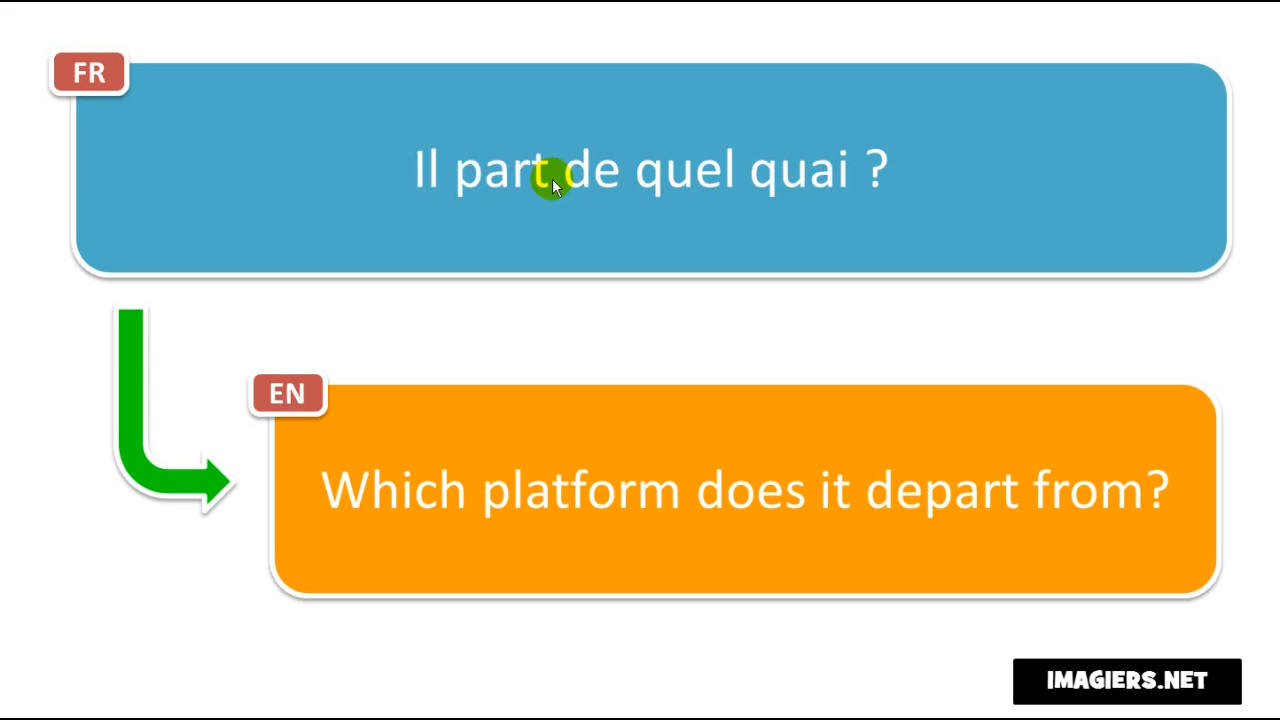 FR
Il part de quel quai ?
EN
Which platform does it depart from?
IMAGIERS.NET